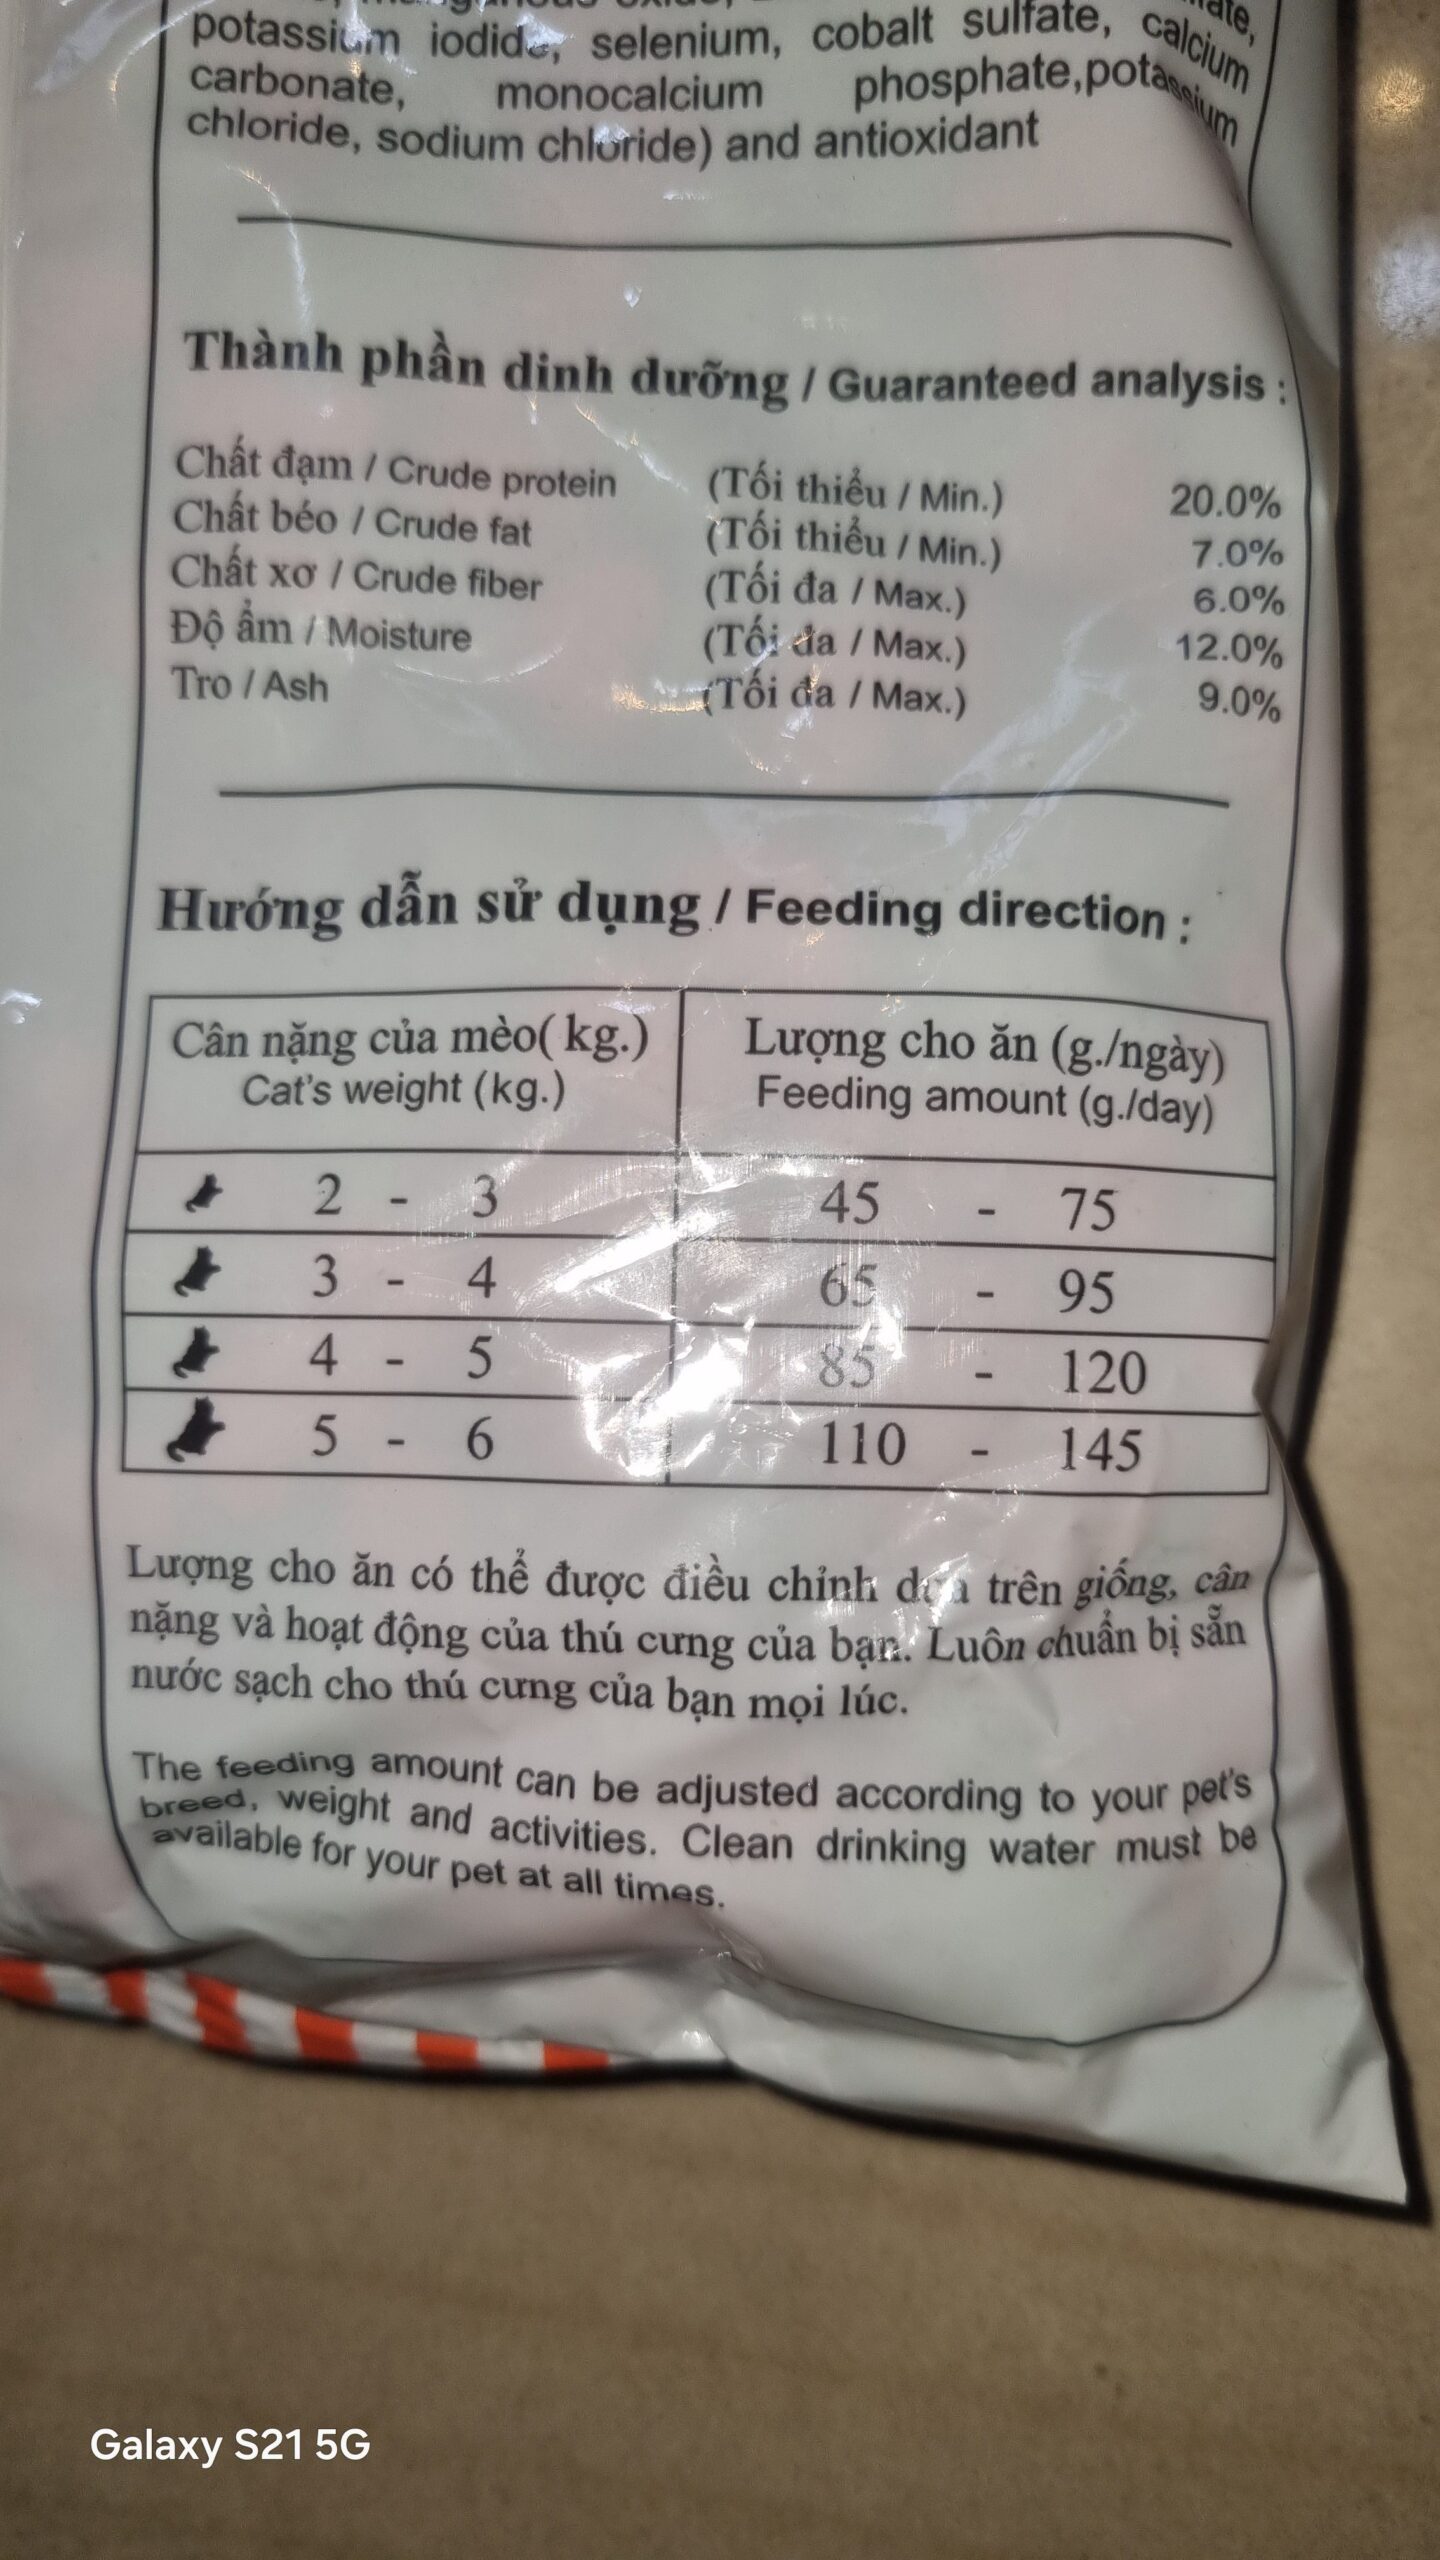 potassium iodide, selenium, cobalt sulfate, calcium
carbonate, monocalcium phosphate,potassium
chloride, sodium chloride) and antioxidant
Thành phần dinh dưỡng / Guaranteed analysis :
Chất đạm / Crude protein (Tối thiểu / Min.) 20.0%
Chất béo / Crude fat (Tối thiểu / Min.) 7.0%
Chất xơ / Crude fiber (Tối đa / Max.) 6.0%
Độ ẩm / Moisture (Tối đa / Max.) 12.0%
Tro / Ash (Tối đa / Max.) 9.0%
Hướng dẫn sử dụng / Feeding direction :
Cân nặng của mèo( kg.) Lượng cho ăn (g./ngày)
Cat's weight (kg.) Feeding amount (g./day)
2 - 3 45 - 75
3 - 4 65 - 95
4 - 5 85 - 120
5 - 6 110 - 145
Lượng cho ăn có thể được điều chỉnh dựa trên giống, cân
nặng và hoạt động của thú cưng của bạn. Luôn chuẩn bị sẵn
nước sạch cho thú cưng của bạn mọi lúc.
The feeding amount can be adjusted according to your pet's
breed, weight and activities. Clean drinking water must be
available for your pet at all times.
Galaxy S21 5G